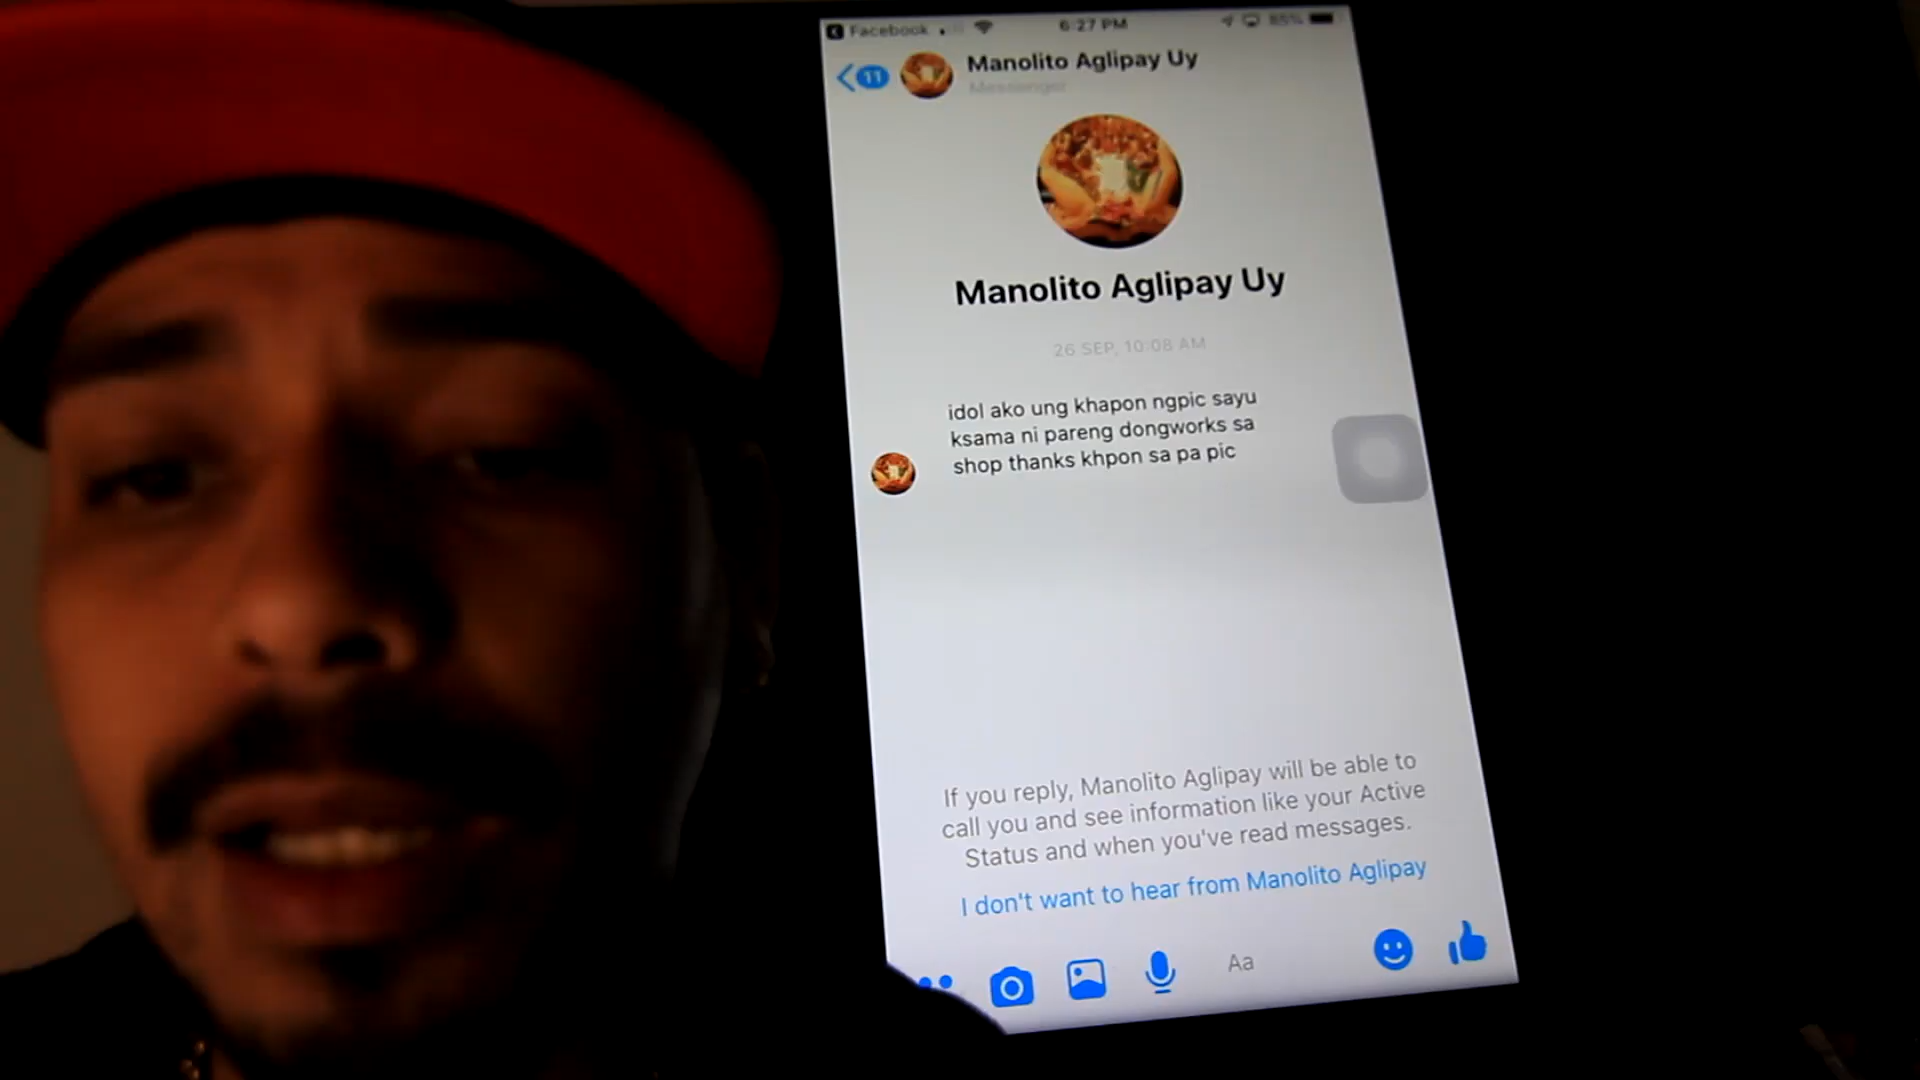 Facebook
6:27 PM
85%
11
Manolito Aglipay Uy
Messenger
Manolito Aglipay Uy
26 SEP, 10:08 AM
idol ako ung khapon ngpic sayu
ksama ni pareng dongworks sa
shop thanks khpon sa pa pic
If you reply, Manolito Aglipay will be able to
call you and see information like your Active
Status and when you've read messages.
I don't want to hear from Manolito Aglipay
Aa